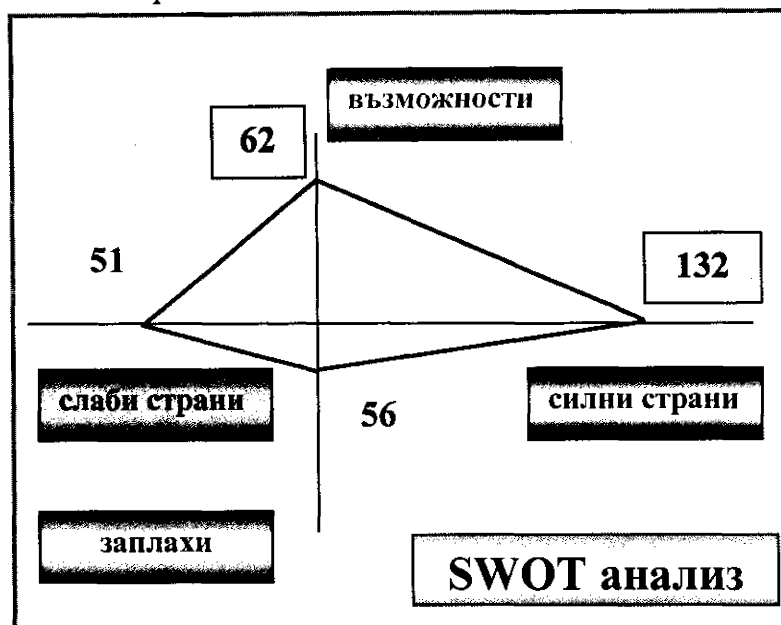 възможности
62
51
132
слаби страни
56
силни страни
заплахи
SWOT анализ